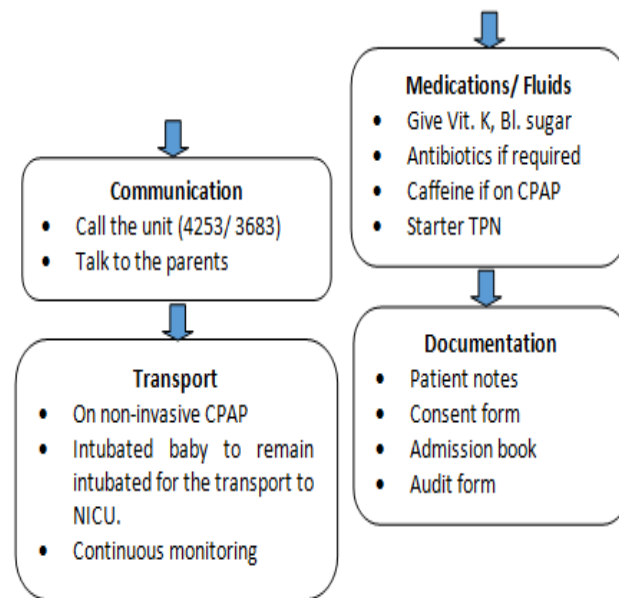 Communication
• Call the unit (4253/ 3683)
• Talk to the parents
Transport
• On non-invasive CPAP
• Intubated baby to remain
intubated for the transport to
NICU.
• Continuous monitoring
Medications/ Fluids
• Give Vit. K, Bl. sugar
• Antibiotics if required
• Caffeine if on CPAP
• Starter TPN
Documentation
• Patient notes
• Consent form
• Admission book
• Audit form